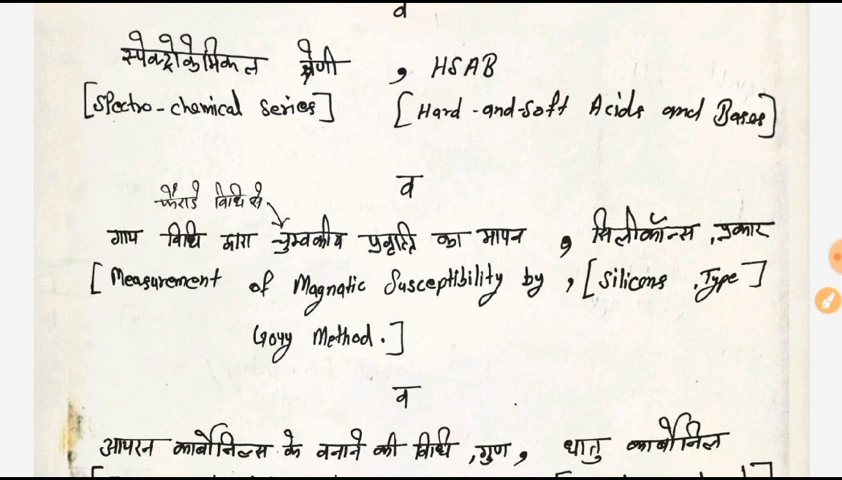 व
स्पेक्ट्रोकेमिकल श्रेणी , HSAB
[Spectro-chemical Series] [Hard-and-Soft Acids and Bases]
व
फैराडे विधि से
गाय विधि द्वारा चुम्बकीय प्रवृत्ति का मापन , सिलीकॉन्स, प्रकार
[Measurement of Magnatic Susceptibility by , [Silicons, Type]
Gouy Method.]
व
आयरन कार्बोनिल्स के बनाने की विधि, गुण, धातु कार्बोनिल